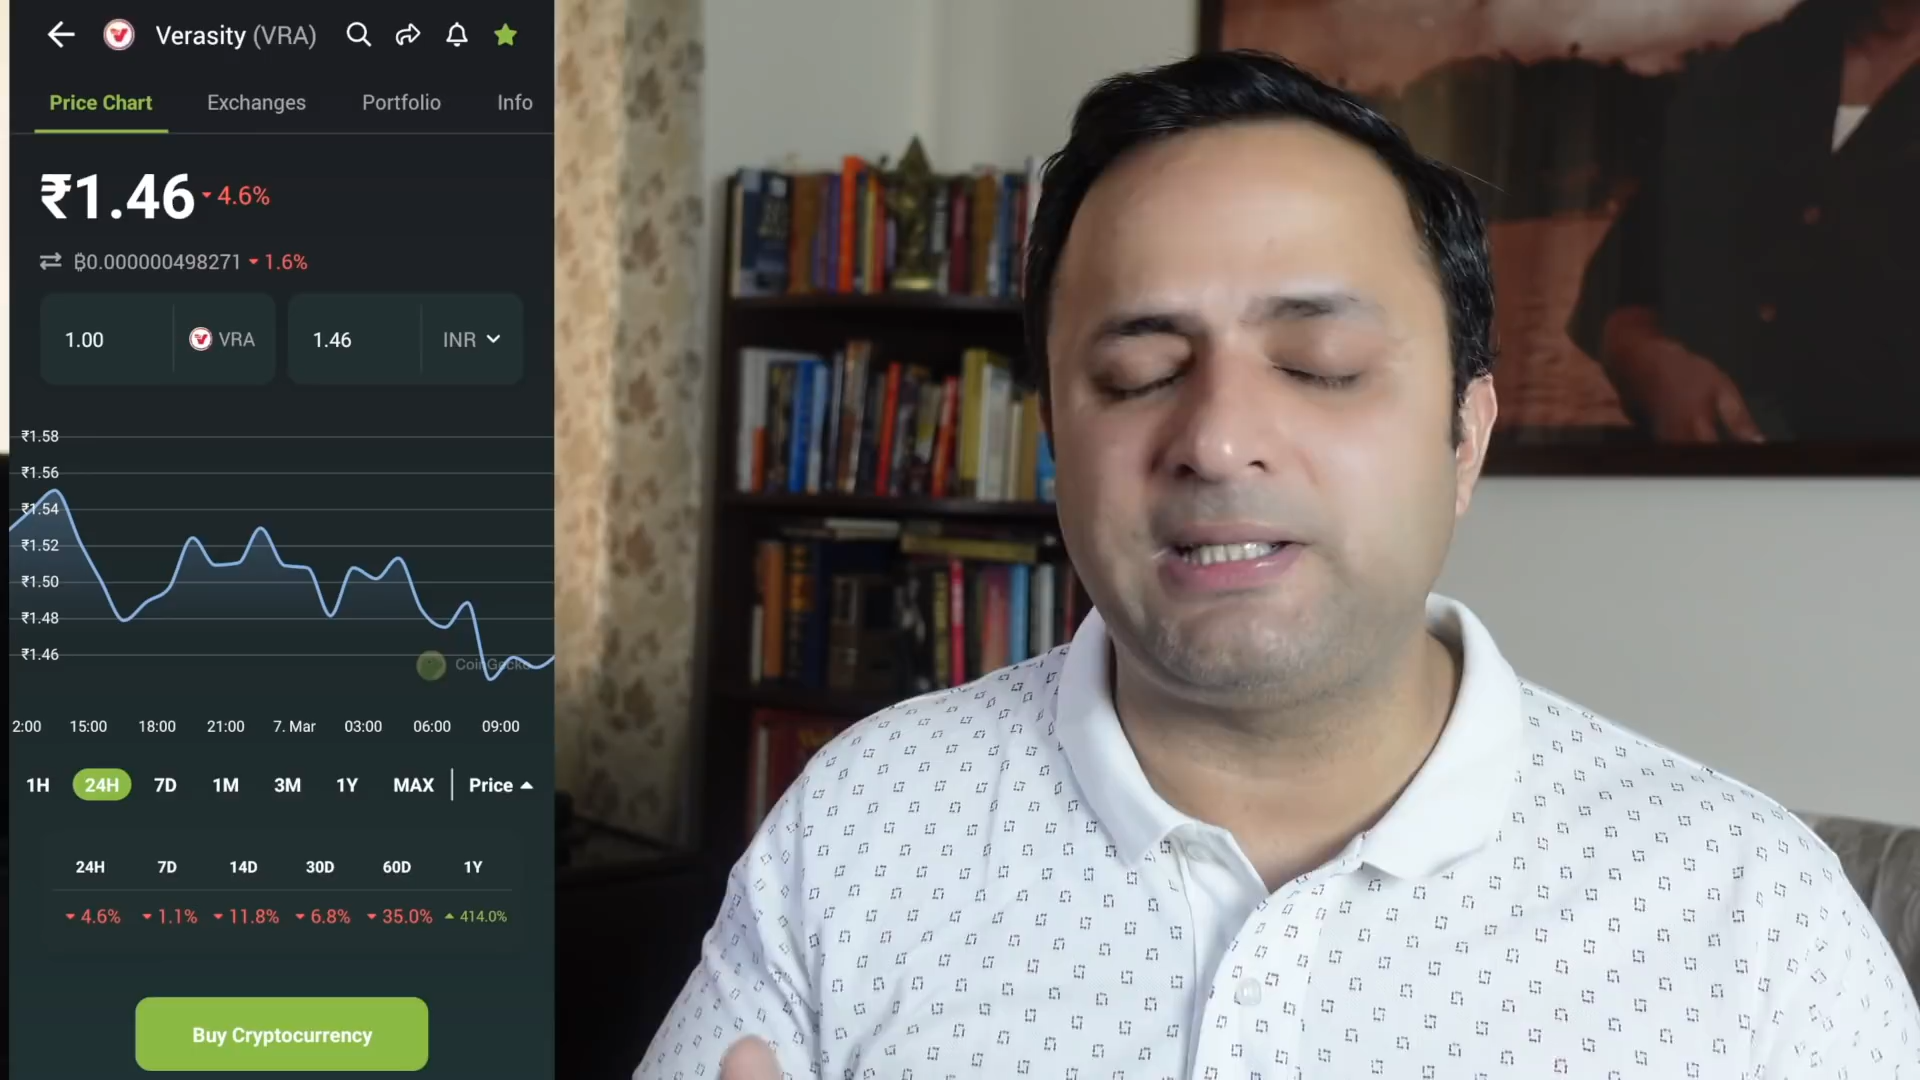 Verasity (VRA)
Price Chart Exchanges Portfolio Info
₹1.46 4.6%
₿0.000000498271 1.6%
1.00 VRA 1.46 INR
₹1.58
₹1.56
₹1.54
₹1.52
₹1.50
₹1.48
₹1.46
CoinGecko
2:00 15:00 18:00 21:00 7. Mar 03:00 06:00 09:00
1H 24H 7D 1M 3M 1Y MAX Price
24H 7D 14D 30D 60D 1Y
4.6% 1.1% 11.8% 6.8% 35.0% 414.0%
Buy Cryptocurrency